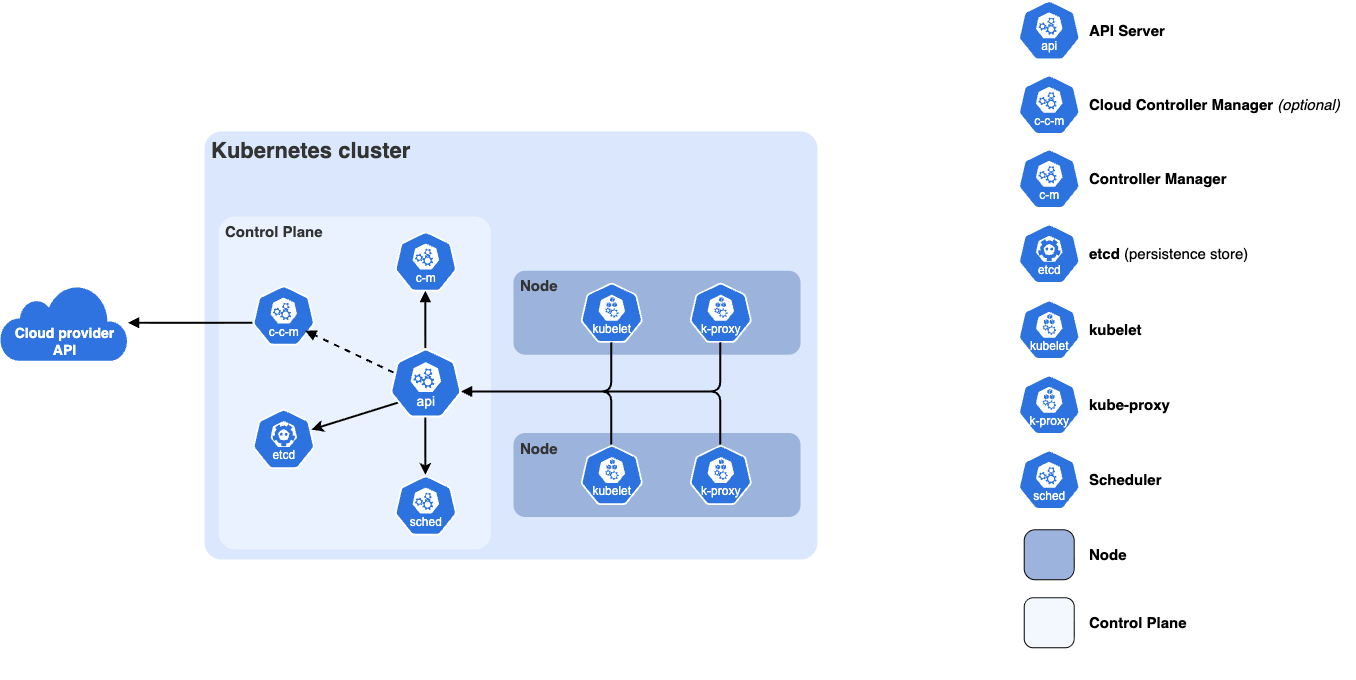 Kubernetes cluster
Control Plane
c-m
c-c-m
api
etcd
sched
Cloud provider
API
Node
kubelet
k-proxy
Node
kubelet
k-proxy
api
API Server
c-c-m
Cloud Controller Manager (optional)
c-m
Controller Manager
etcd
etcd (persistence store)
kubelet
kubelet
k-proxy
kube-proxy
sched
Scheduler
Node
Control Plane